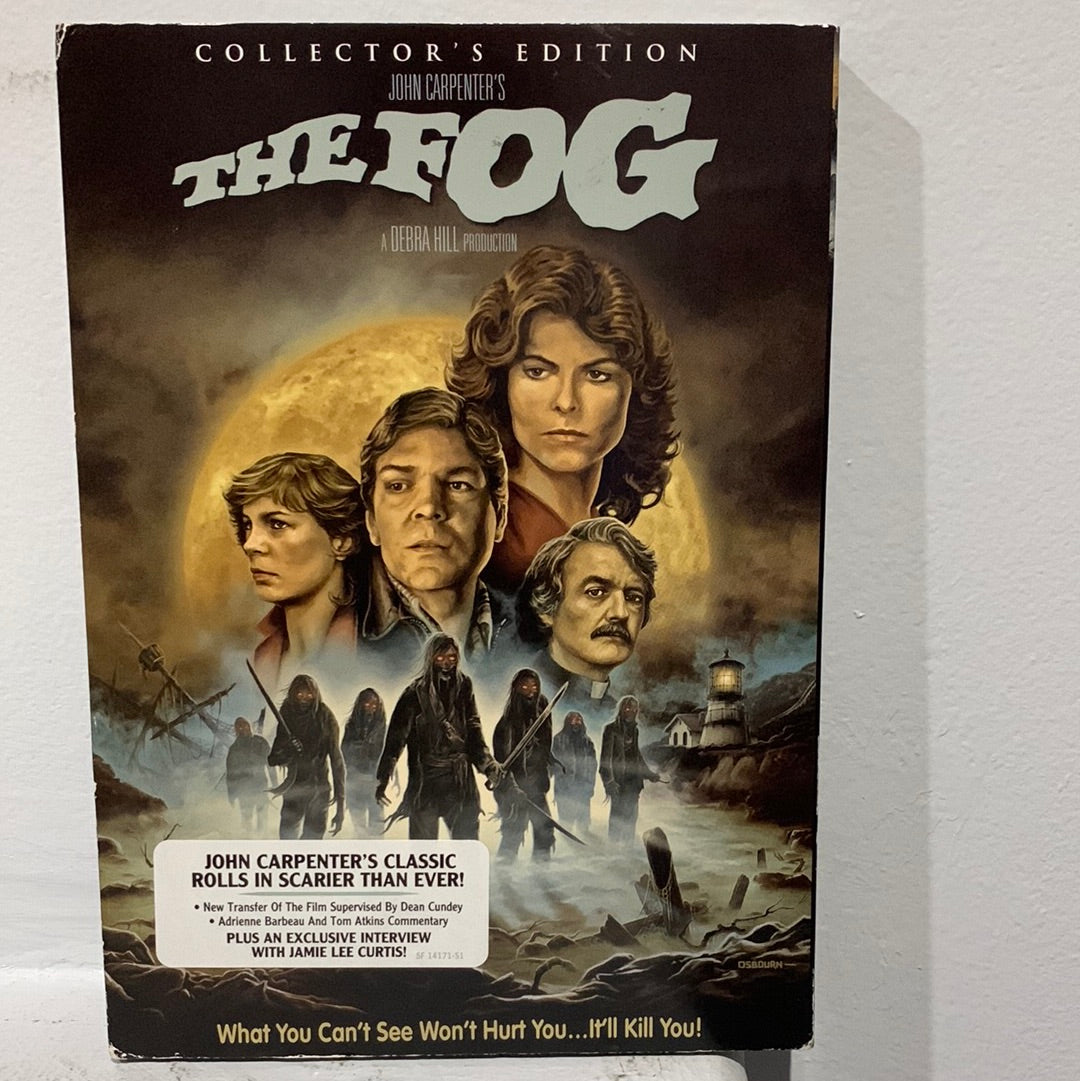 COLLECTOR'S EDITION
JOHN CARPENTER'S
THE FOG
A DEBRA HILL PRODUCTION
JOHN CARPENTER'S CLASSIC
ROLLS IN SCARIER THAN EVER!
• New Transfer Of The Film Supervised By Dean Cundey
• Adrienne Barbeau And Tom Atkins Commentary
PLUS AN EXCLUSIVE INTERVIEW
WITH JAMIE LEE CURTIS! SF 14171-S1
OSBOURN
What You Can't See Won't Hurt You...It'll Kill You!